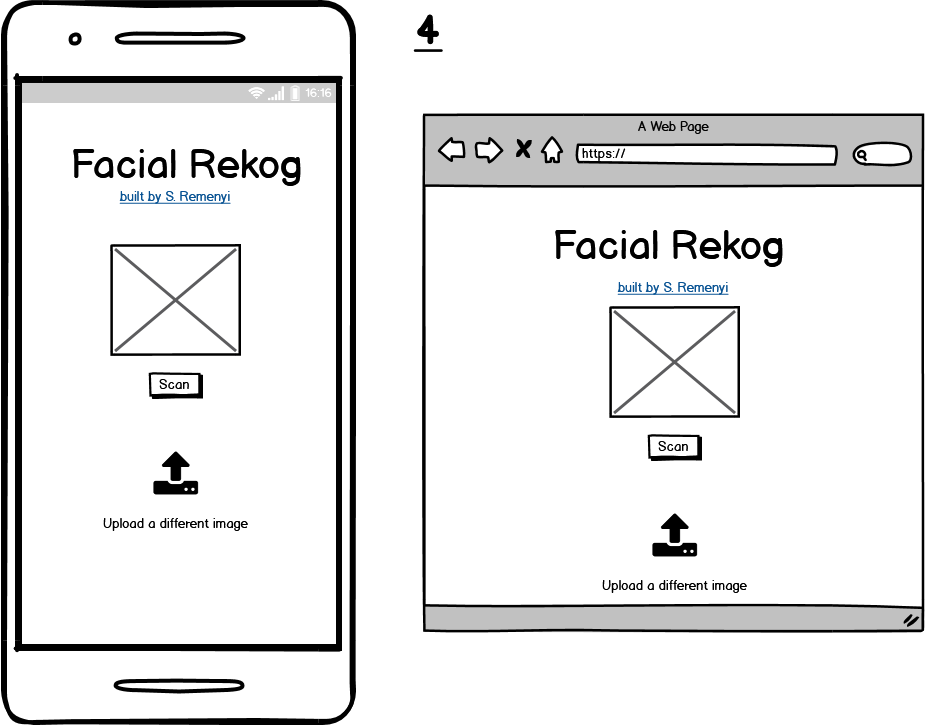 16:16
Facial Rekog
built by S. Remenyi
Scan
Upload a different image
4
A Web Page
https://
Facial Rekog
built by S. Remenyi
Scan
Upload a different image